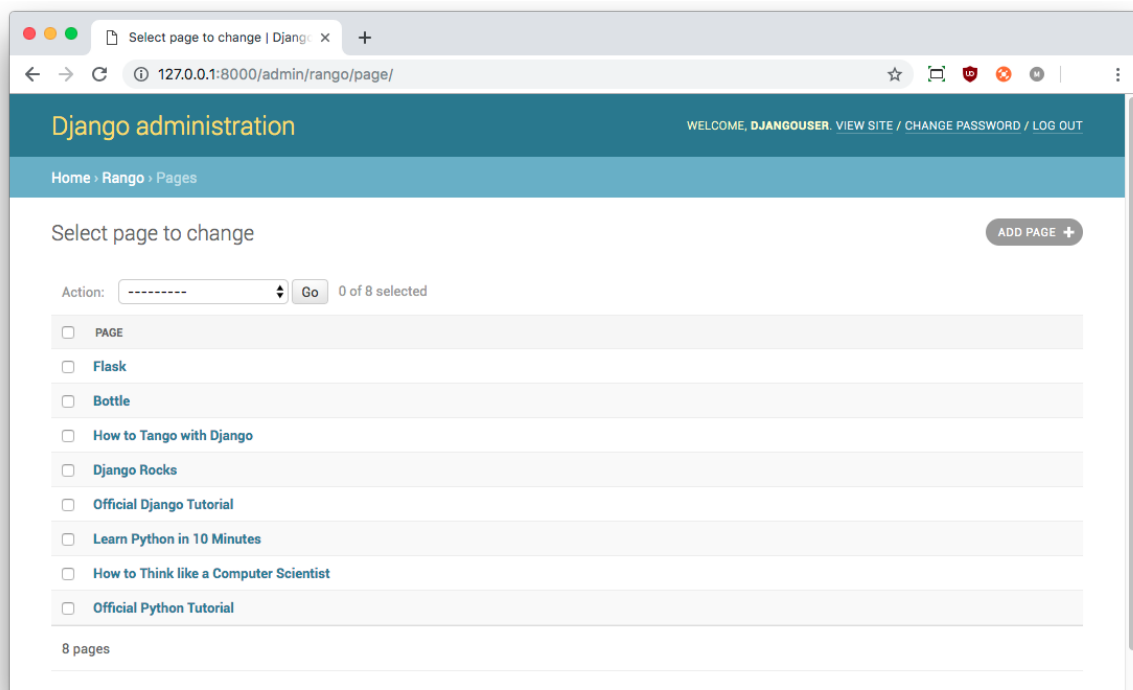 Select page to change | Djang
127.0.0.1:8000/admin/rango/page/
Django administration
WELCOME, DJANGOUSER. VIEW SITE / CHANGE PASSWORD / LOG OUT
Home › Rango › Pages
Select page to change
ADD PAGE +
Action: --------- Go 0 of 8 selected
PAGE
Flask
Bottle
How to Tango with Django
Django Rocks
Official Django Tutorial
Learn Python in 10 Minutes
How to Think like a Computer Scientist
Official Python Tutorial
8 pages